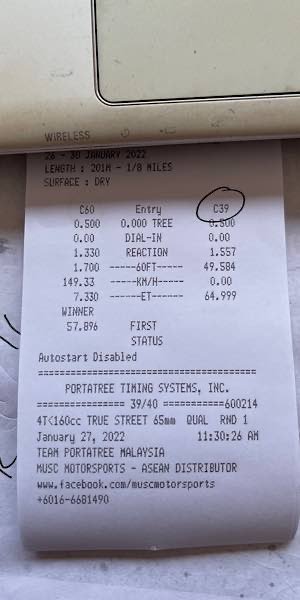 WIRELESS
26 - 30 JANUARY 2022
LENGTH : 201M - 1/8 MILES
SURFACE : DRY
C60 Entry C39
0.500 0.000 TREE 0.500
0.00 DIAL-IN 0.00
1.330 REACTION 1.557
1.700 -----60FT----- 49.584
149.33 -----KM/H----- 0.00
7.330 ------ET------ 64.999
WINNER
57.896 FIRST
STATUS
Autostart Disabled
========================================
PORTATREE TIMING SYSTEMS, INC.
================ 39/40 ===========600214
4T<160cc TRUE STREET 65mm QUAL RND 1
January 27, 2022 11:30:26 AM
TEAM PORTATREE MALAYSIA
MUSC MOTORSPORTS - ASEAN DISTRIBUTOR
www.facebook.com/muscmotorsports
+6016-6681490